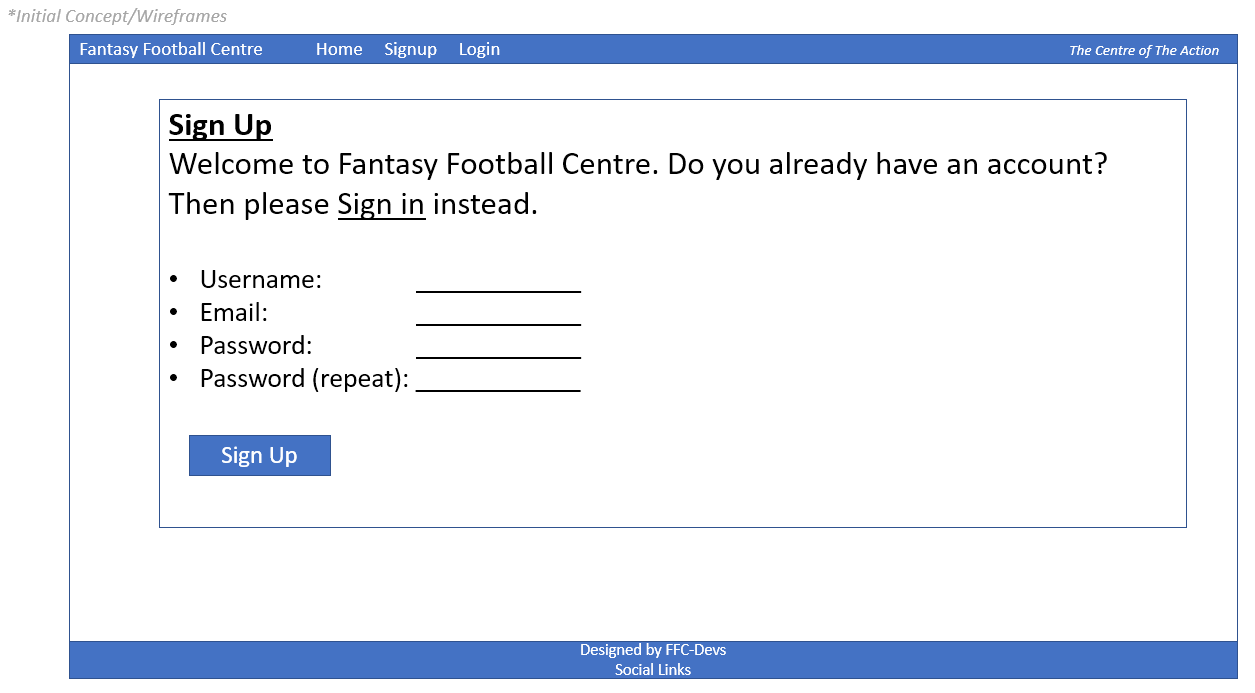 *Initial Concept/Wireframes
Fantasy Football Centre Home Signup Login The Centre of The Action
Sign Up
Welcome to Fantasy Football Centre. Do you already have an account?
Then please Sign in instead.
• Username: ____________
• Email: ____________
• Password: ____________
• Password (repeat): ____________
Sign Up
Designed by FFC-Devs
Social Links